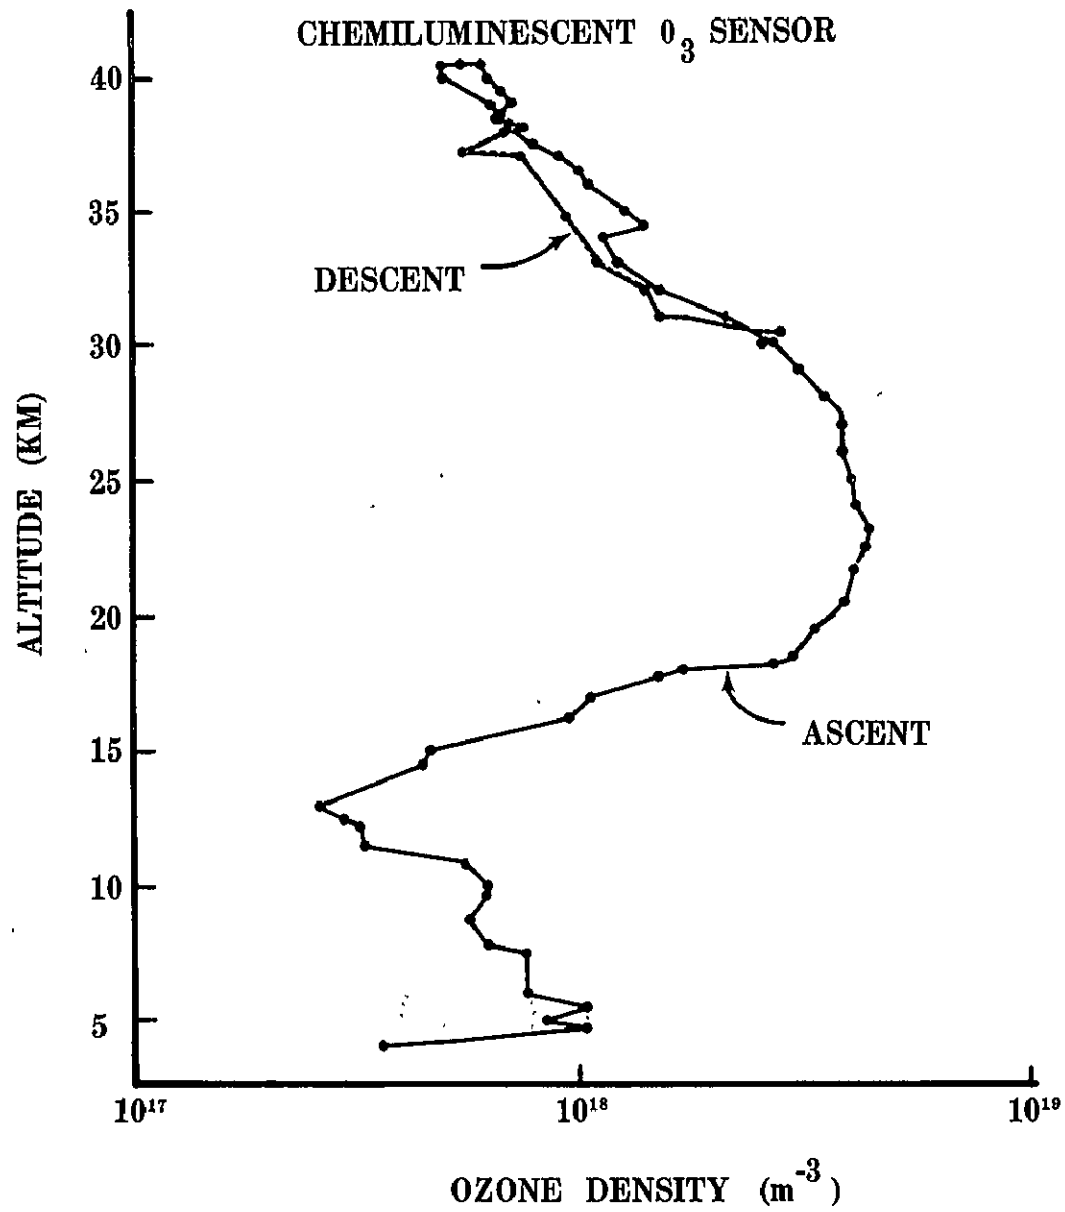 CHEMILUMINESCENT O₃ SENSOR
40
35
DESCENT
30
ALTITUDE (KM)
25
20
ASCENT
15
10
5
10¹⁷ 10¹⁸ 10¹⁹
OZONE DENSITY (m⁻³)